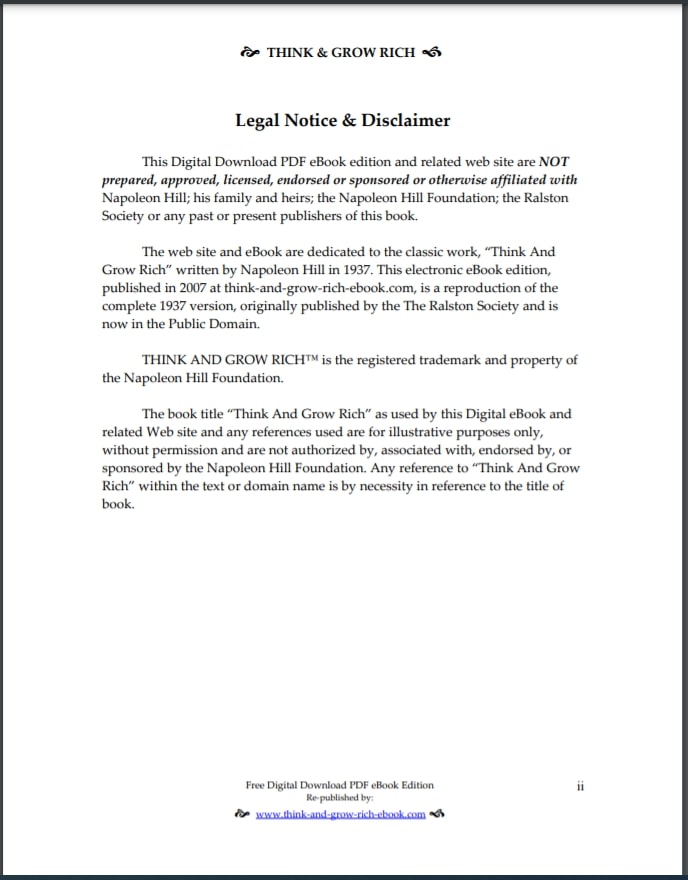 THINK & GROW RICH
Legal Notice & Disclaimer
This Digital Download PDF eBook edition and related web site are NOT
prepared, approved, licensed, endorsed or sponsored or otherwise affiliated with
Napoleon Hill; his family and heirs; the Napoleon Hill Foundation; the Ralston
Society or any past or present publishers of this book.
The web site and eBook are dedicated to the classic work, “Think And
Grow Rich” written by Napoleon Hill in 1937. This electronic eBook edition,
published in 2007 at think-and-grow-rich-ebook.com, is a reproduction of the
complete 1937 version, originally published by the The Ralston Society and is
now in the Public Domain.
THINK AND GROW RICH™ is the registered trademark and property of
the Napoleon Hill Foundation.
The book title “Think And Grow Rich” as used by this Digital eBook and
related Web site and any references used are for illustrative purposes only,
without permission and are not authorized by, associated with, endorsed by, or
sponsored by the Napoleon Hill Foundation. Any reference to “Think And Grow
Rich” within the text or domain name is by necessity in reference to the title of
book.
Free Digital Download PDF eBook Edition
ii
Re-published by:
www.think-and-grow-rich-ebook.com